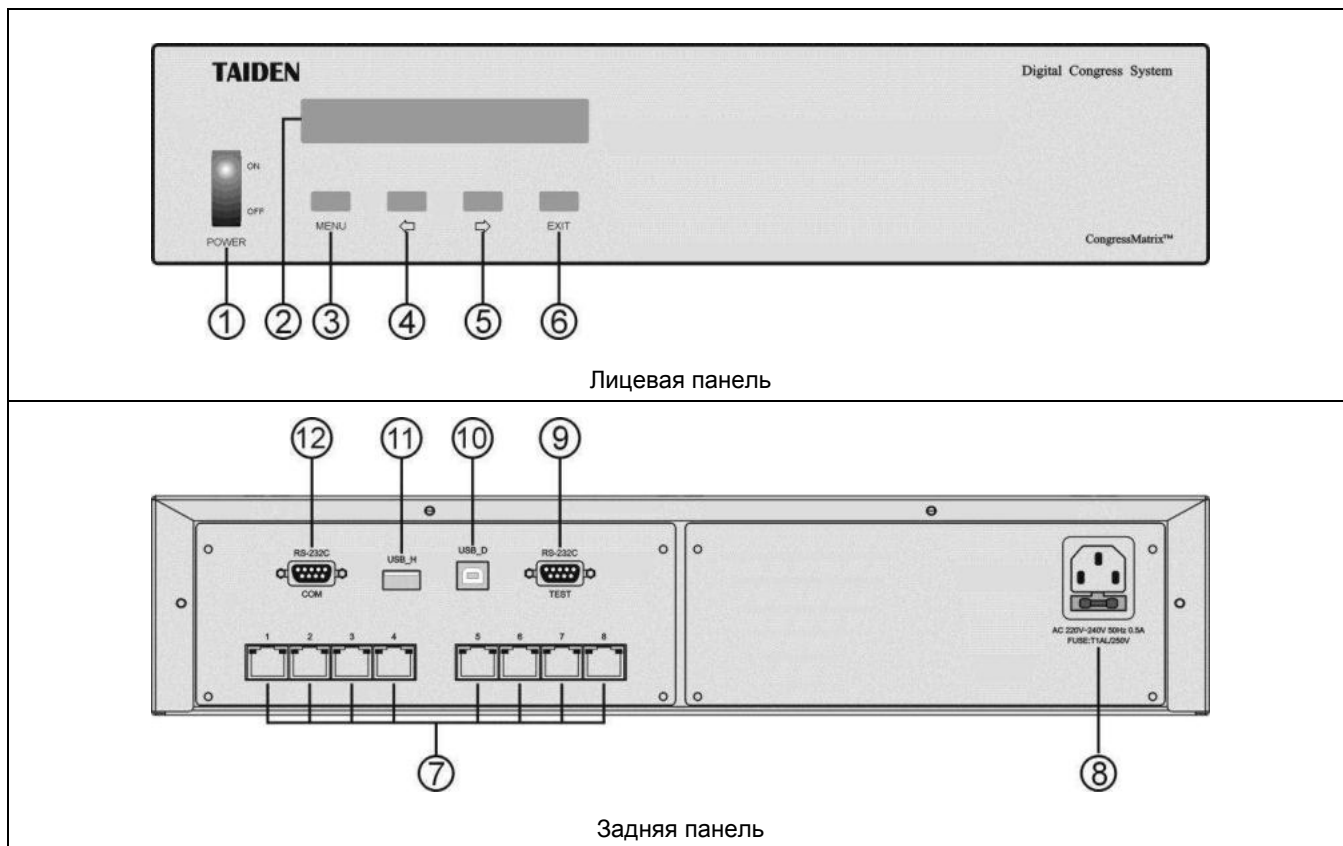 TAIDEN
Digital Congress System
②
ON
OFF
MENU
EXIT
POWER
CongressMatrix™
① ② ③ ④ ⑤ ⑥
Лицевая панель
⑫ ⑪ ⑩ ⑨
RS-232C
USB_H
USB_D
RS-232C
COM
TEST
1 2 3 4 5 6 7 8
AC 220V~240V 50Hz 0.5A
FUSE:T1AL/250V
⑦
⑧
Задняя панель